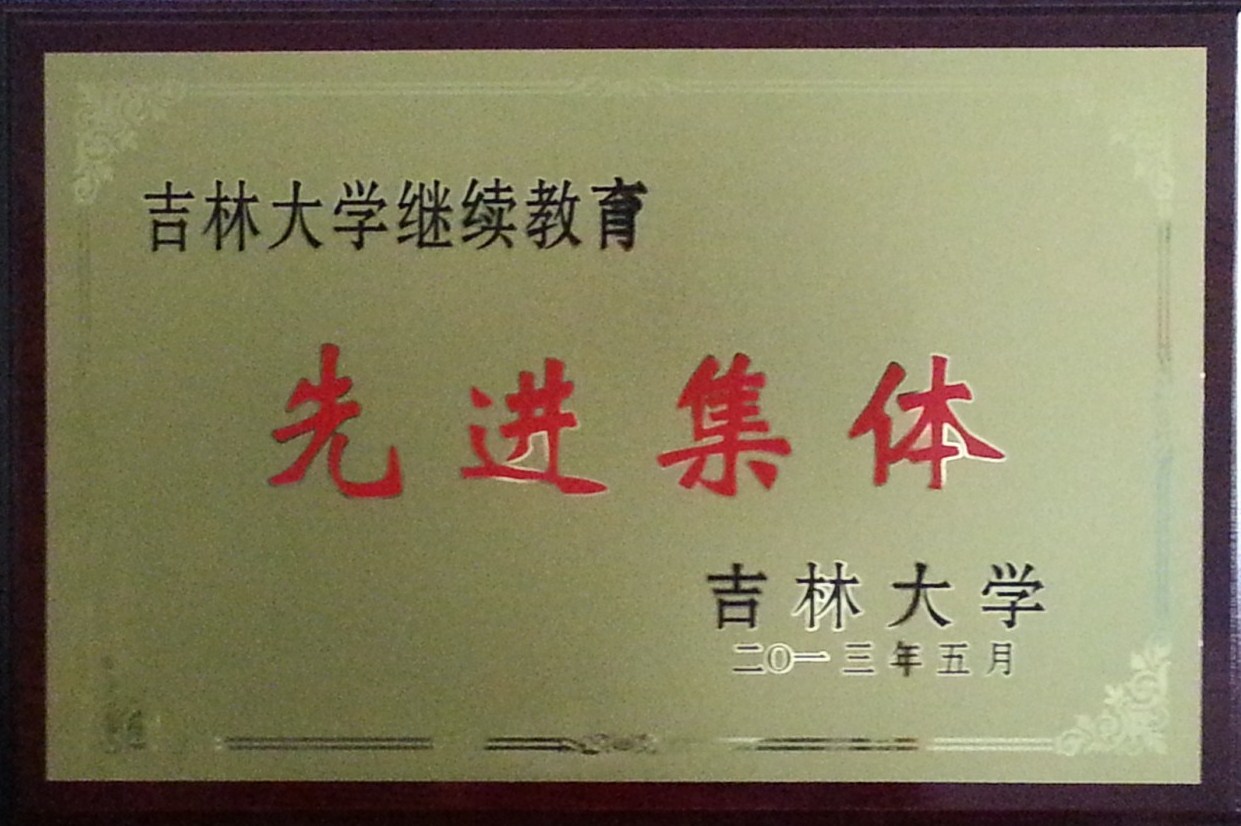 吉林大学继续教育
先进集体
吉林大学
二〇一三年五月